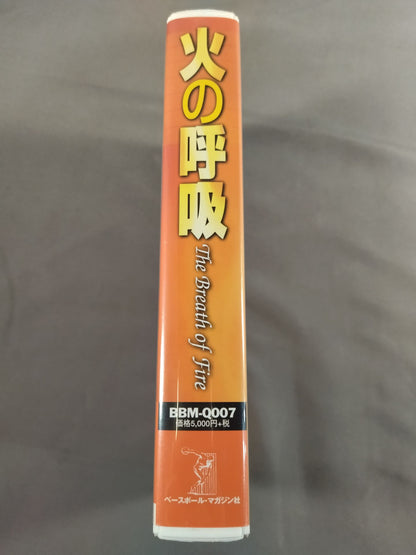 火の呼吸
The Breath of Fire
BBM-Q007
価格5,000円+税
ベースボール・マガジン社